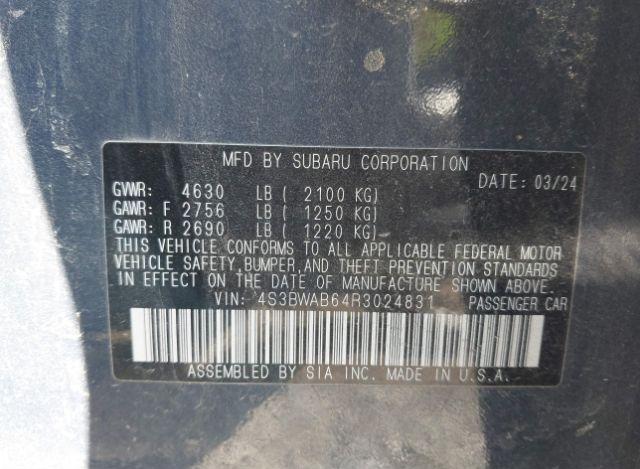 MFD BY SUBARU CORPORATION
DATE: 03/24
GVWR: 4630 LB ( 2100 KG)
GAWR: F 2756 LB ( 1250 KG)
GAWR: R 2690 LB ( 1220 KG)
THIS VEHICLE CONFORMS TO ALL APPLICABLE FEDERAL MOTOR
VEHICLE SAFETY, BUMPER, AND THEFT PREVENTION STANDARDS
IN EFFECT ON THE DATE OF MANUFACTURE SHOWN ABOVE.
VIN: 4S3BWAB64R3024831 PASSENGER CAR
ASSEMBLED BY SIA INC. MADE IN U.S.A.